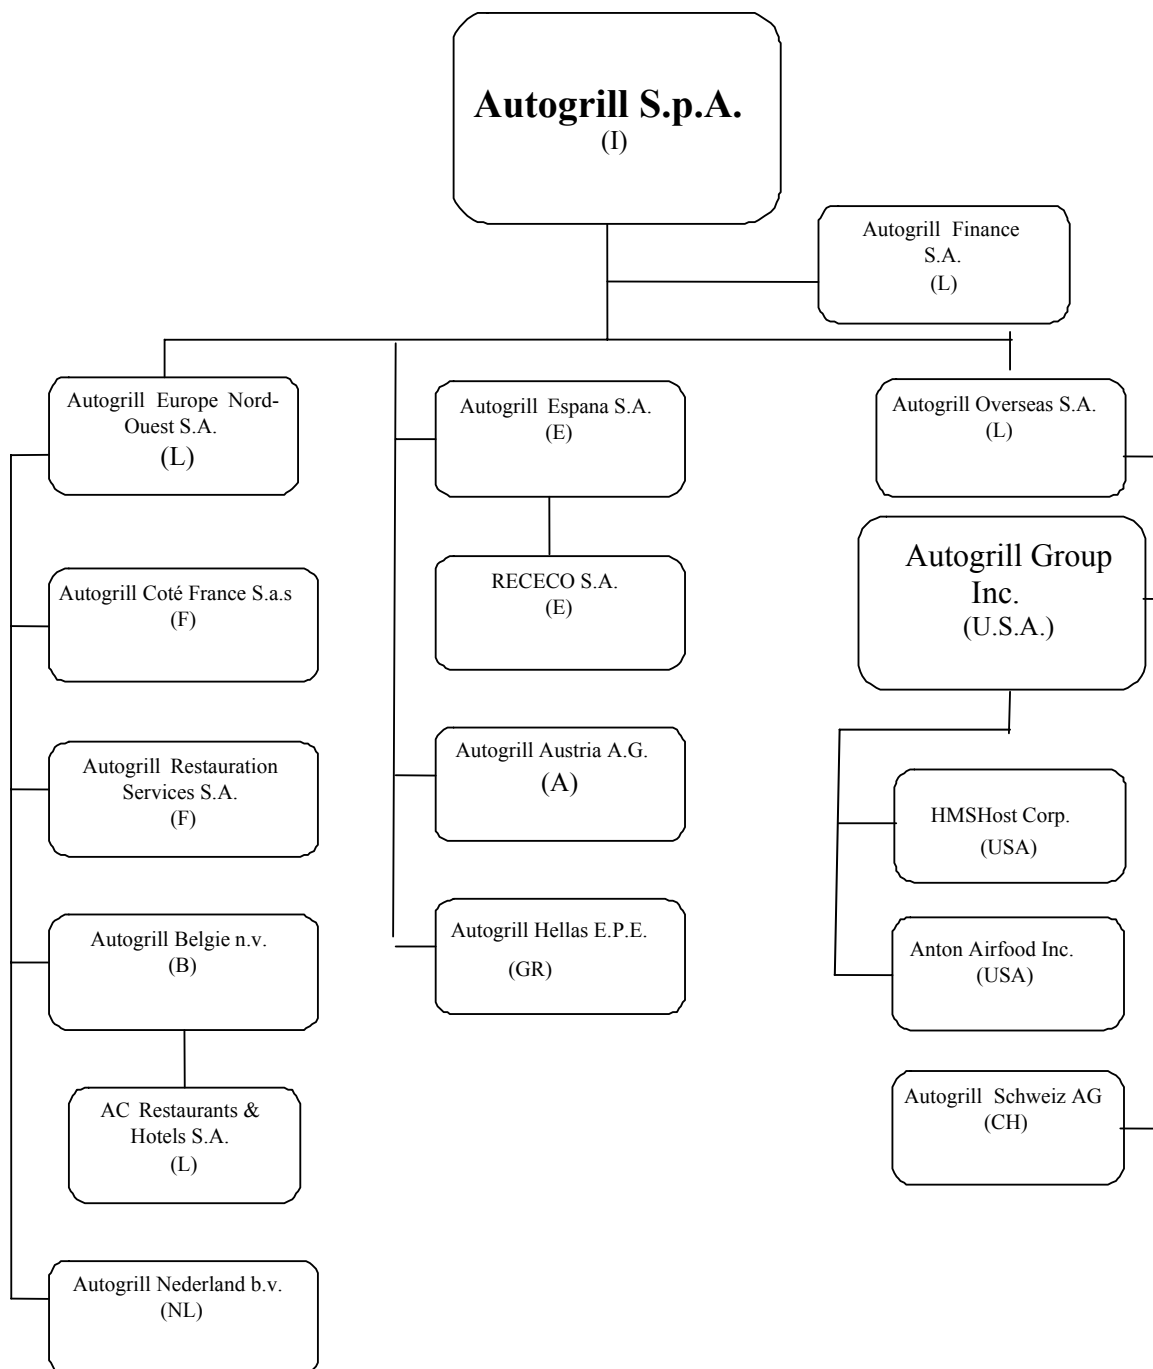 Autogrill S.p.A.
(I)
Autogrill Finance
S.A.
(L)
Autogrill Europe Nord-
Ouest S.A.
(L)
Autogrill Espana S.A.
(E)
Autogrill Overseas S.A.
(L)
Autogrill Coté France S.a.s
(F)
RECECO S.A.
(E)
Autogrill Group
Inc.
(U.S.A.)
Autogrill Restauration
Services S.A.
(F)
Autogrill Austria A.G.
(A)
HMSHost Corp.
(USA)
Autogrill Belgie n.v.
(B)
Autogrill Hellas E.P.E.
(GR)
Anton Airfood Inc.
(USA)
AC Restaurants &
Hotels S.A.
(L)
Autogrill Schweiz AG
(CH)
Autogrill Nederland b.v.
(NL)